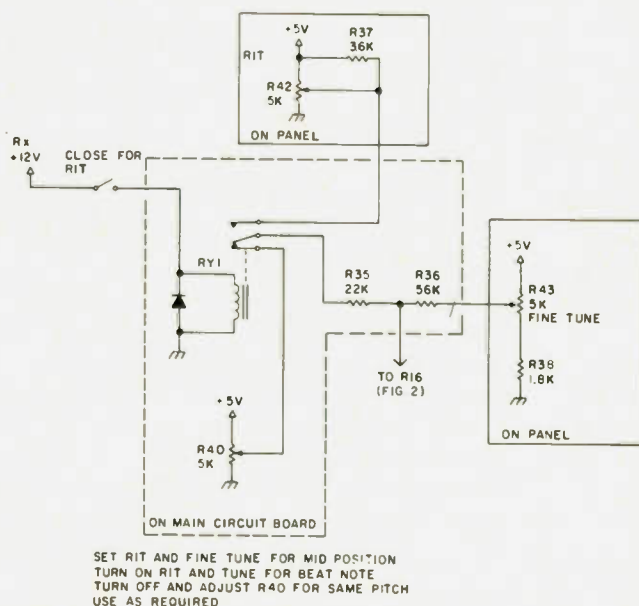 +5V
R37
3.6K
RIT
R42
5K
ON PANEL
Rx
+12V
CLOSE FOR
RIT
RY1
R35
22K
R36
56K
+5V
R43
5K
FINE TUNE
R38
1.8K
TO R16
(FIG 2)
ON PANEL
+5V
R40
5K
ON MAIN CIRCUIT BOARD
SET RIT AND FINE TUNE FOR MID POSITION
TURN ON RIT AND TUNE FOR BEAT NOTE
TURN OFF AND ADJUST R40 FOR SAME PITCH
USE AS REQUIRED